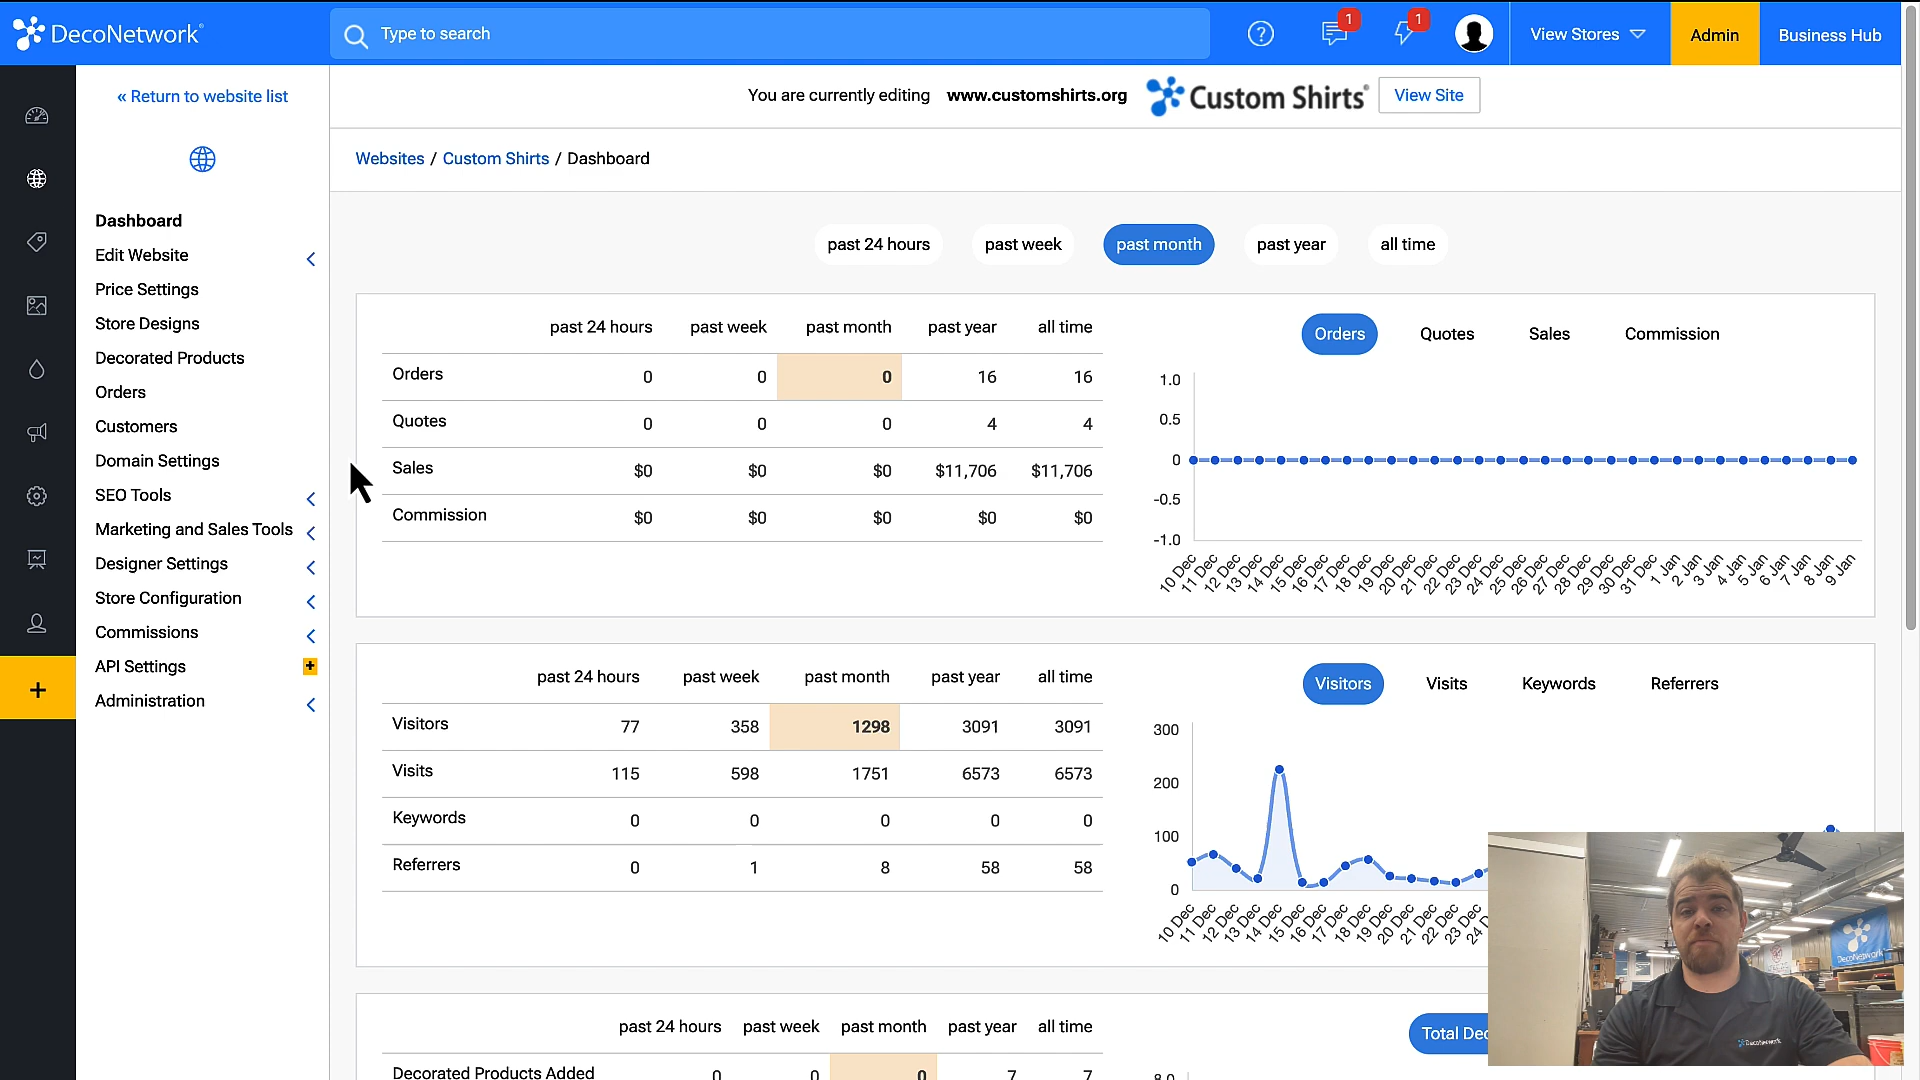 DecoNetwork®
Type to search
1
1
View Stores
Admin
Business Hub
« Return to website list
You are currently editing www.customshirts.org
Custom Shirts®
View Site
Websites / Custom Shirts / Dashboard
Dashboard
Edit Website
Price Settings
Store Designs
Decorated Products
Orders
Customers
Domain Settings
SEO Tools
Marketing and Sales Tools
Designer Settings
Store Configuration
Commissions
API Settings
Administration
past 24 hours past week past month past year all time
past 24 hours past week past month past year all time
Orders 0 0 0 16 16
Quotes 0 0 0 4 4
Sales $0 $0 $0 $11,706 $11,706
Commission $0 $0 $0 $0 $0
Orders Quotes Sales Commission
1.0
0.5
0
-0.5
-1.0
10 Dec 11 Dec 12 Dec 13 Dec 14 Dec 15 Dec 16 Dec 17 Dec 18 Dec 19 Dec 20 Dec 21 Dec 22 Dec 23 Dec 24 Dec 25 Dec 26 Dec 27 Dec 28 Dec 29 Dec 30 Dec 31 Dec 1 Jan 2 Jan 3 Jan 4 Jan 5 Jan 6 Jan 7 Jan 8 Jan 9 Jan
past 24 hours past week past month past year all time
Visitors 77 358 1298 3091 3091
Visits 115 598 1751 6573 6573
Keywords 0 0 0 0 0
Referrers 0 1 8 58 58
Visitors Visits Keywords Referrers
300
200
100
0
10 Dec 11 Dec 12 Dec 13 Dec 14 Dec 15 Dec 16 Dec 17 Dec 18 Dec 19 Dec 20 Dec 21 Dec 22 Dec 23 Dec 24
past 24 hours past week past month past year all time
Decorated Products Added 0 0 0 7 7
Total Dec
8.0
DecoNetwork
DecoNetwork